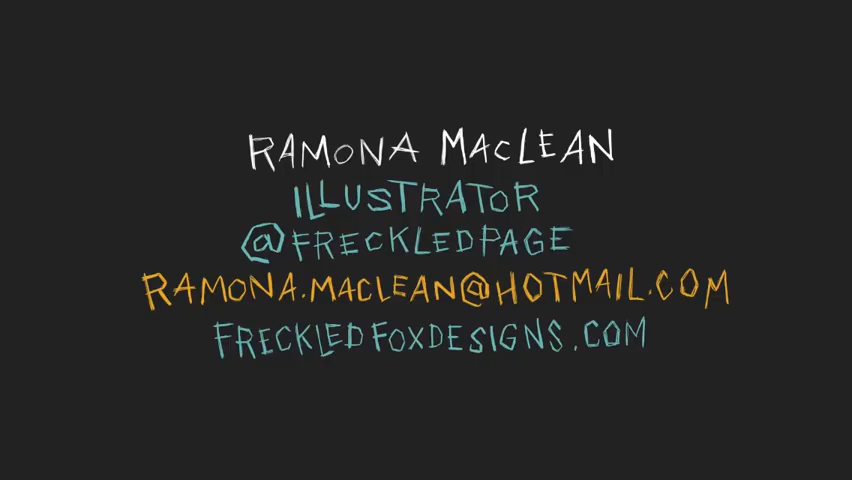 RAMONA MACLEAN
ILLUSTRATOR
@FRECKLEDPAGE
RAMONA.MACLEAN@HOTMAIL.COM
FRECKLEDFOXDESIGNS.COM